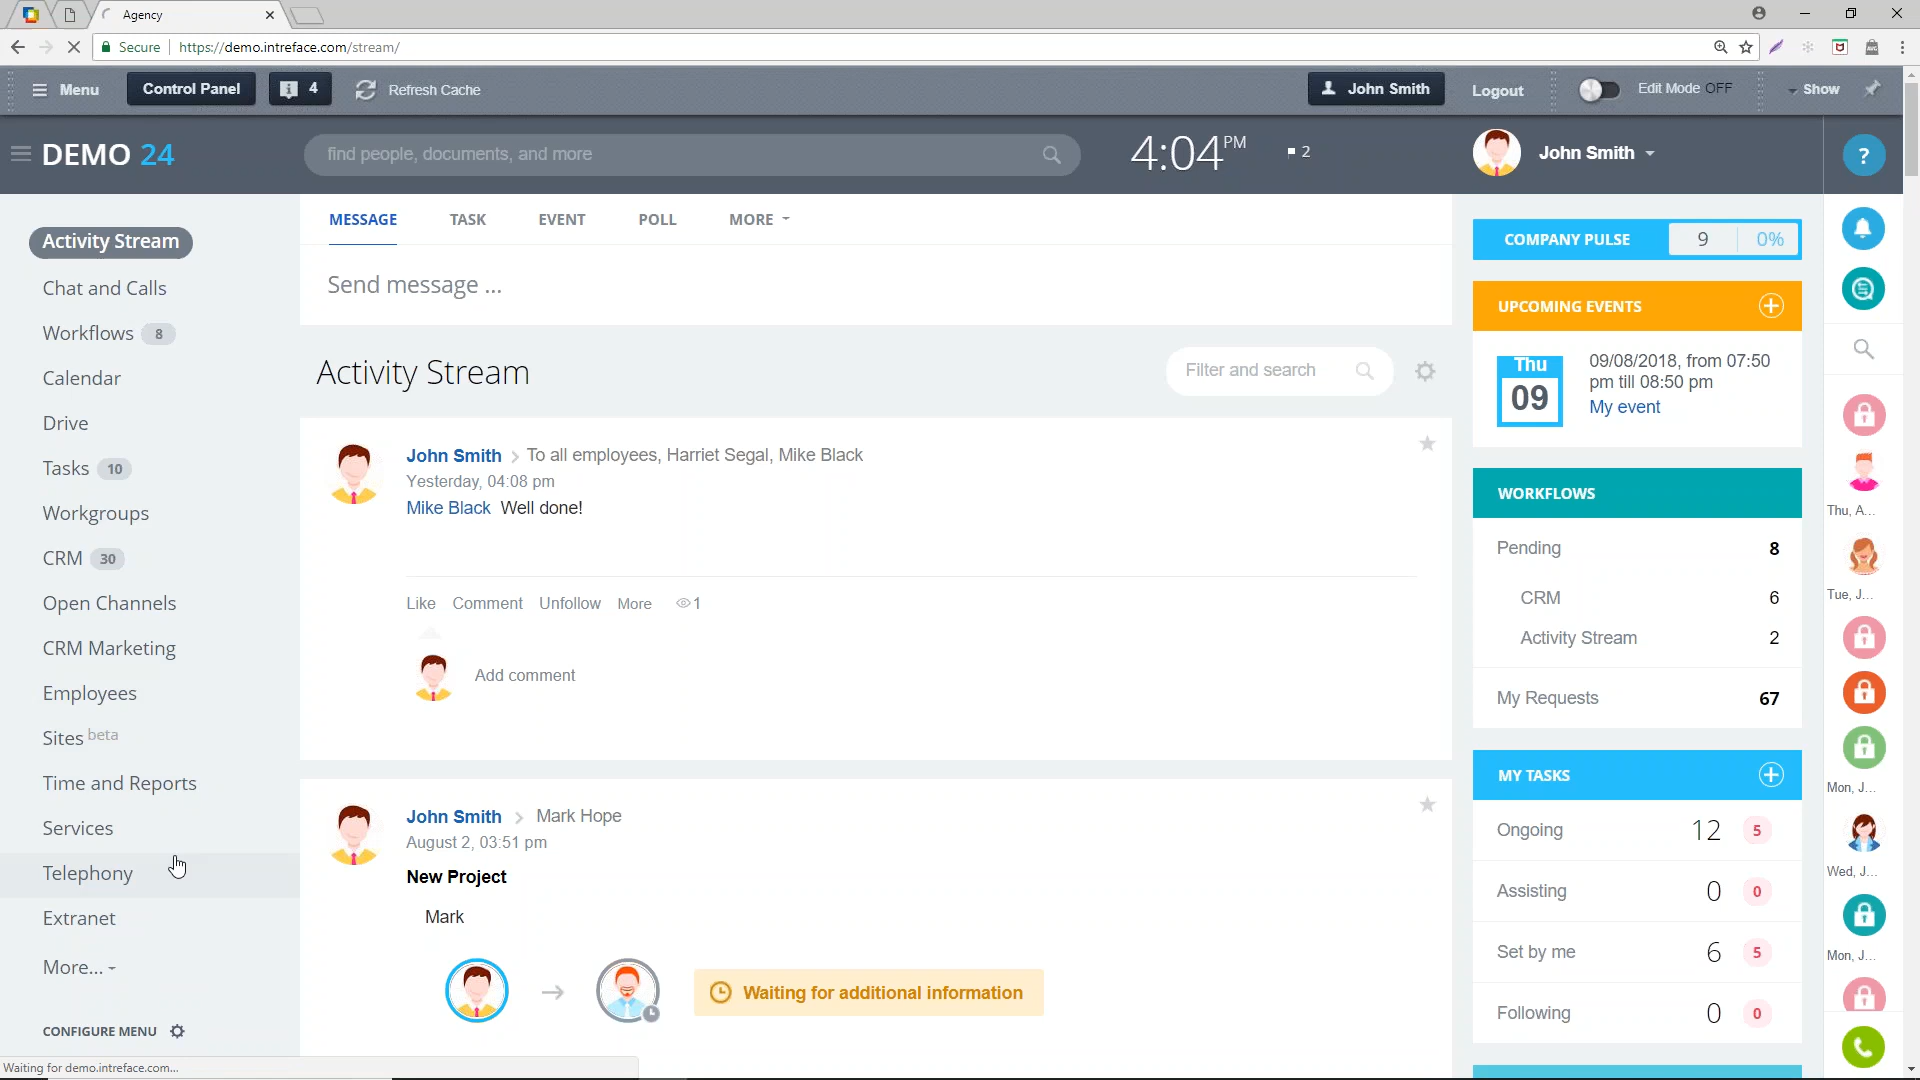 Agency
Secure
https://demo.intreface.com/stream/
Menu
Control Panel
4
Refresh Cache
John Smith
Logout
Edit Mode OFF
Show
DEMO 24
find people, documents, and more
4:04 PM
2
John Smith
?
Activity Stream
Chat and Calls
Workflows 8
Calendar
Drive
Tasks 10
Workgroups
CRM 30
Open Channels
CRM Marketing
Employees
Sites beta
Time and Reports
Services
Telephony
Extranet
More...
CONFIGURE MENU
Waiting for demo.intreface.com...
MESSAGE TASK EVENT POLL MORE
Send message ...
Activity Stream
Filter and search
John Smith > To all employees, Harriet Segal, Mike Black
Yesterday, 04:08 pm
Mike Black Well done!
Like Comment Unfollow More 1
Add comment
John Smith > Mark Hope
August 2, 03:51 pm
New Project
Mark
Waiting for additional information
COMPANY PULSE 9 0%
UPCOMING EVENTS
Thu
09
09/08/2018, from 07:50
pm till 08:50 pm
My event
WORKFLOWS
Pending 8
CRM 6
Activity Stream 2
My Requests 67
MY TASKS
Ongoing 12 5
Assisting 0 0
Set by me 6 5
Following 0 0
Thu, A...
Tue, J...
Mon, J...
Wed, J...
Mon, J...